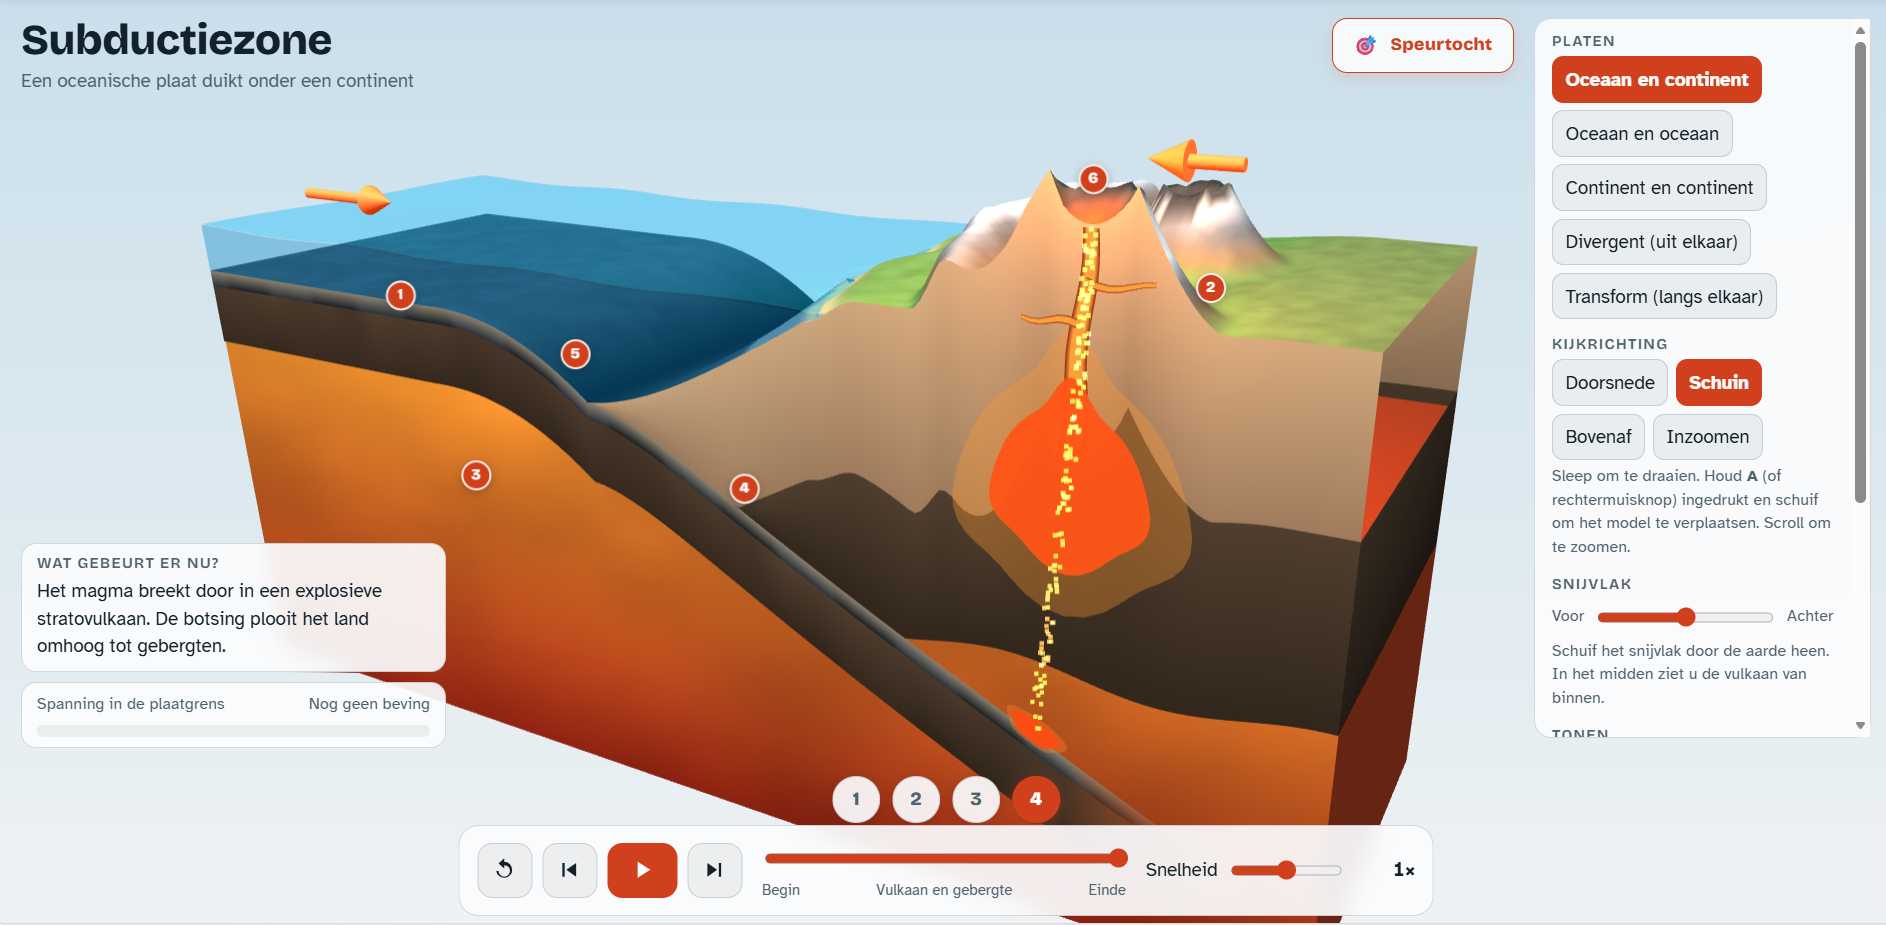 Subductiezone
Een oceanische plaat duikt onder een continent
Speurtocht
PLATEN
Oceaan en continent
Oceaan en oceaan
Continent en continent
Divergent (uit elkaar)
Transform (langs elkaar)
KIJKRICHTING
Doorsnede
Schuin
Bovenaf
Inzoomen
Sleep om te draaien. Houd A (of
rechtermuisknop) ingedrukt en schuif
om het model te verplaatsen. Scroll om
te zoomen.
SNIJVLAK
Voor
Achter
Schuif het snijvlak door de aarde heen.
In het midden ziet u de vulkaan van
binnen.
TONEN
6
1
2
5
3
4
WAT GEBEURT ER NU?
Het magma breekt door in een explosieve
stratovulkaan. De botsing plooit het land
omhoog tot gebergten.
Spanning in de plaatgrens
Nog geen beving
1
2
3
4
Begin
Vulkaan en gebergte
Einde
Snelheid
1×